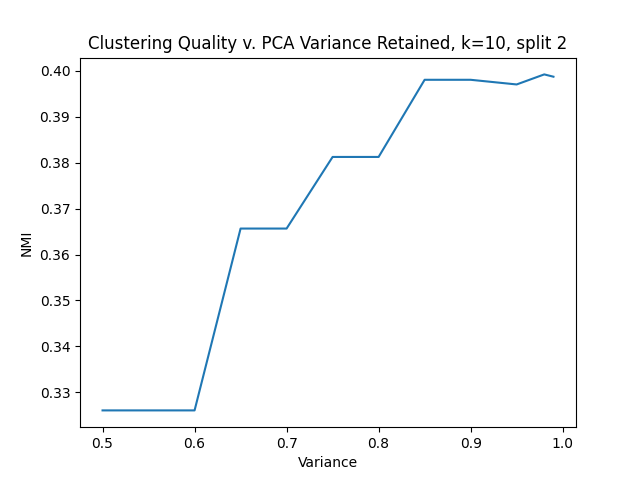 Clustering Quality v. PCA Variance Retained, k=10, split 2
0.40
0.39
0.38
0.37
0.36
0.35
0.34
0.33
NMI
0.5 0.6 0.7 0.8 0.9 1.0
Variance